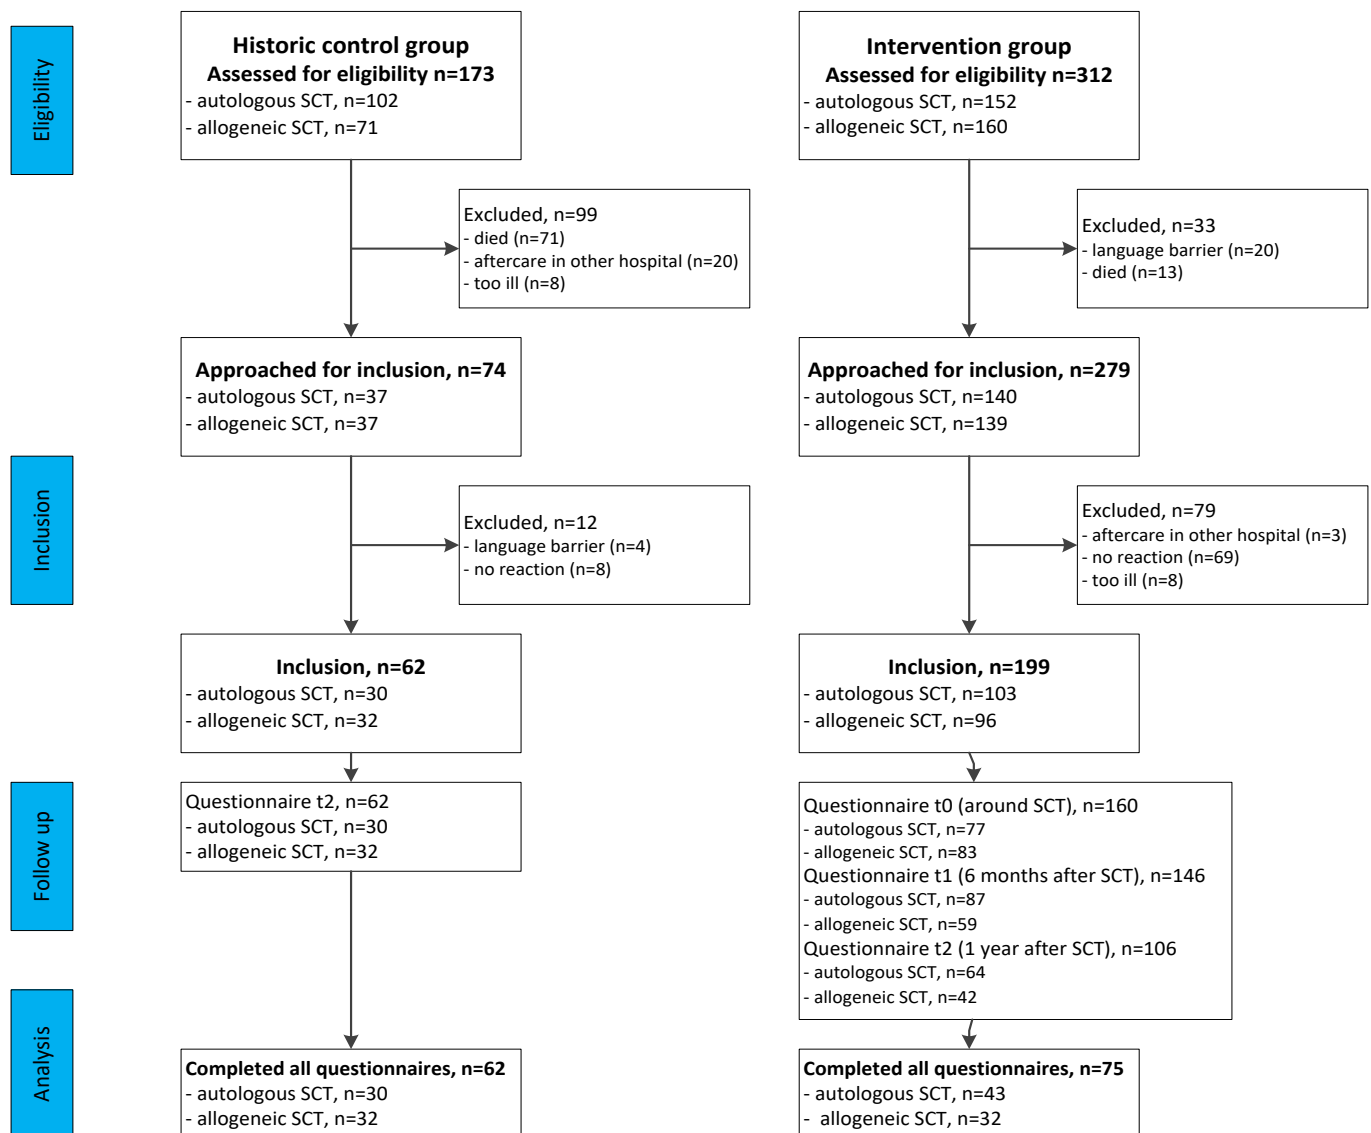 Eligibility
Historic control group
Assessed for eligibility n=173
- autologous SCT, n=102
- allogeneic SCT, n=71
Intervention group
Assessed for eligibility n=312
- autologous SCT, n=152
- allogeneic SCT, n=160
Excluded, n=99
- died (n=71)
- aftercare in other hospital (n=20)
- too ill (n=8)
Excluded, n=33
- language barrier (n=20)
- died (n=13)
Approached for inclusion, n=74
- autologous SCT, n=37
- allogeneic SCT, n=37
Approached for inclusion, n=279
- autologous SCT, n=140
- allogeneic SCT, n=139
Inclusion
Excluded, n=12
- language barrier (n=4)
- no reaction (n=8)
Excluded, n=79
- aftercare in other hospital (n=3)
- no reaction (n=69)
- too ill (n=8)
Inclusion, n=62
- autologous SCT, n=30
- allogeneic SCT, n=32
Inclusion, n=199
- autologous SCT, n=103
- allogeneic SCT, n=96
Follow up
Questionnaire t2, n=62
- autologous SCT, n=30
- allogeneic SCT, n=32
Questionnaire t0 (around SCT), n=160
- autologous SCT, n=77
- allogeneic SCT, n=83
Questionnaire t1 (6 months after SCT), n=146
- autologous SCT, n=87
- allogeneic SCT, n=59
Questionnaire t2 (1 year after SCT), n=106
- autologous SCT, n=64
- allogeneic SCT, n=42
Analysis
Completed all questionnaires, n=62
- autologous SCT, n=30
- allogeneic SCT, n=32
Completed all questionnaires, n=75
- autologous SCT, n=43
- allogeneic SCT, n=32